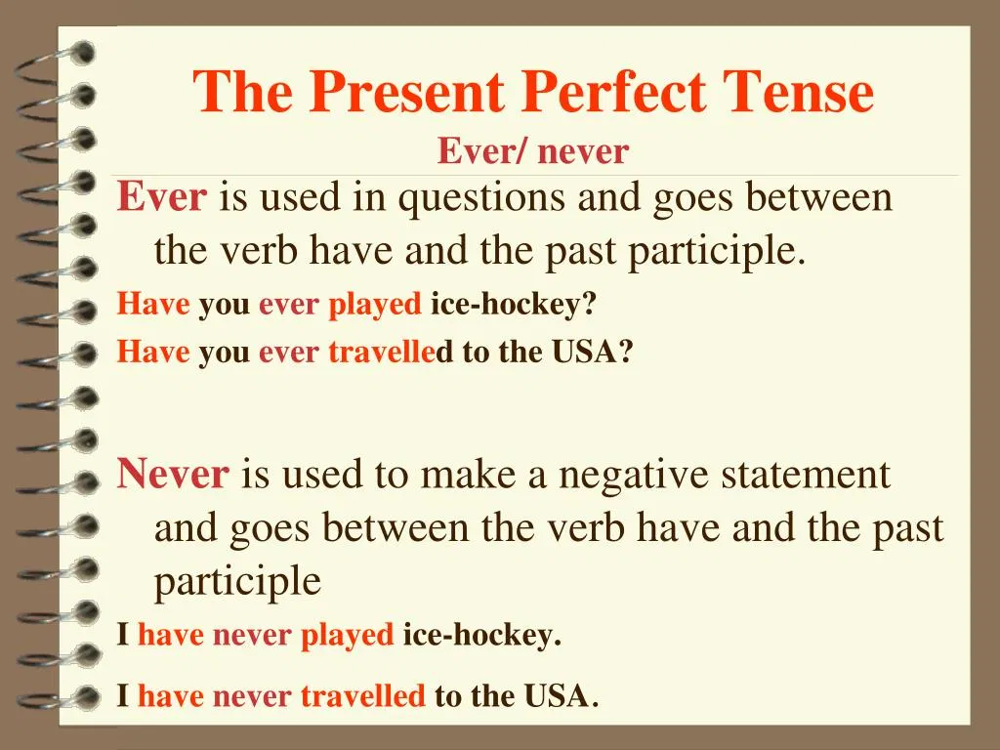 The Present Perfect Tense
Ever/ never
Ever is used in questions and goes between
the verb have and the past participle.
Have you ever played ice-hockey?
Have you ever travelled to the USA?
Never is used to make a negative statement
and goes between the verb have and the past
participle
I have never played ice-hockey.
I have never travelled to the USA.